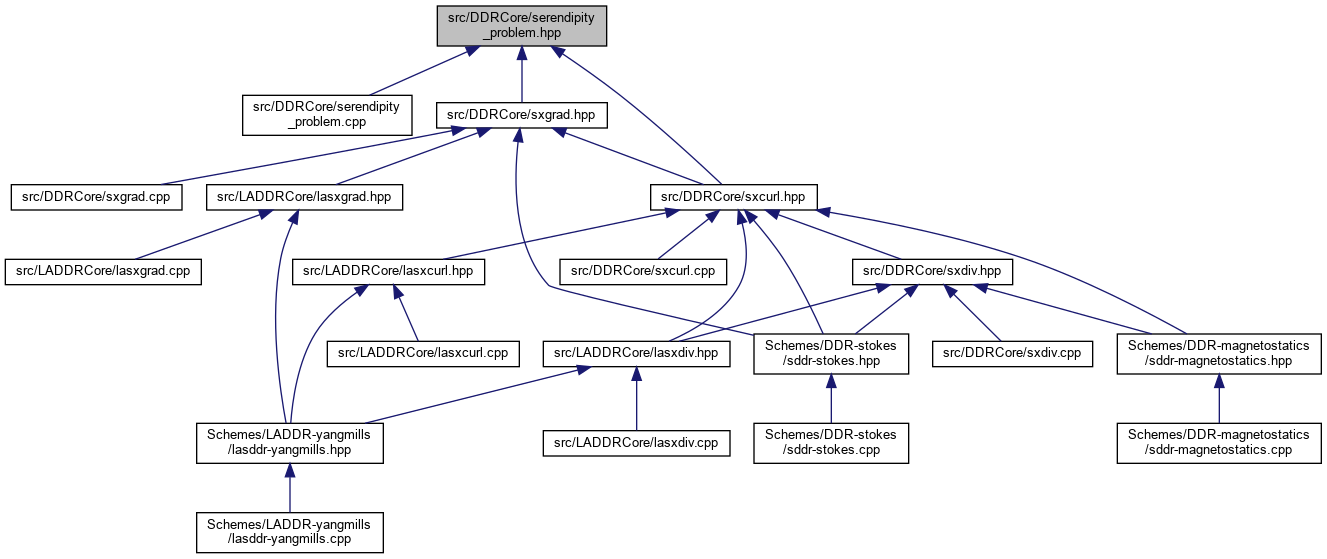 src/DDRCore/serendipity
_problem.hpp
src/DDRCore/serendipity
_problem.cpp
src/DDRCore/sxgrad.hpp
src/DDRCore/sxgrad.cpp
src/LADDRCore/lasxgrad.hpp
src/DDRCore/sxcurl.hpp
src/LADDRCore/lasxgrad.cpp
src/LADDRCore/lasxcurl.hpp
src/DDRCore/sxcurl.cpp
src/DDRCore/sxdiv.hpp
src/LADDRCore/lasxcurl.cpp
src/LADDRCore/lasxdiv.hpp
Schemes/DDR-stokes
/sddr-stokes.hpp
src/DDRCore/sxdiv.cpp
Schemes/DDR-magnetostatics
/sddr-magnetostatics.hpp
Schemes/LADDR-yangmills
/lasddr-yangmills.hpp
src/LADDRCore/lasxdiv.cpp
Schemes/DDR-stokes
/sddr-stokes.cpp
Schemes/DDR-magnetostatics
/sddr-magnetostatics.cpp
Schemes/LADDR-yangmills
/lasddr-yangmills.cpp